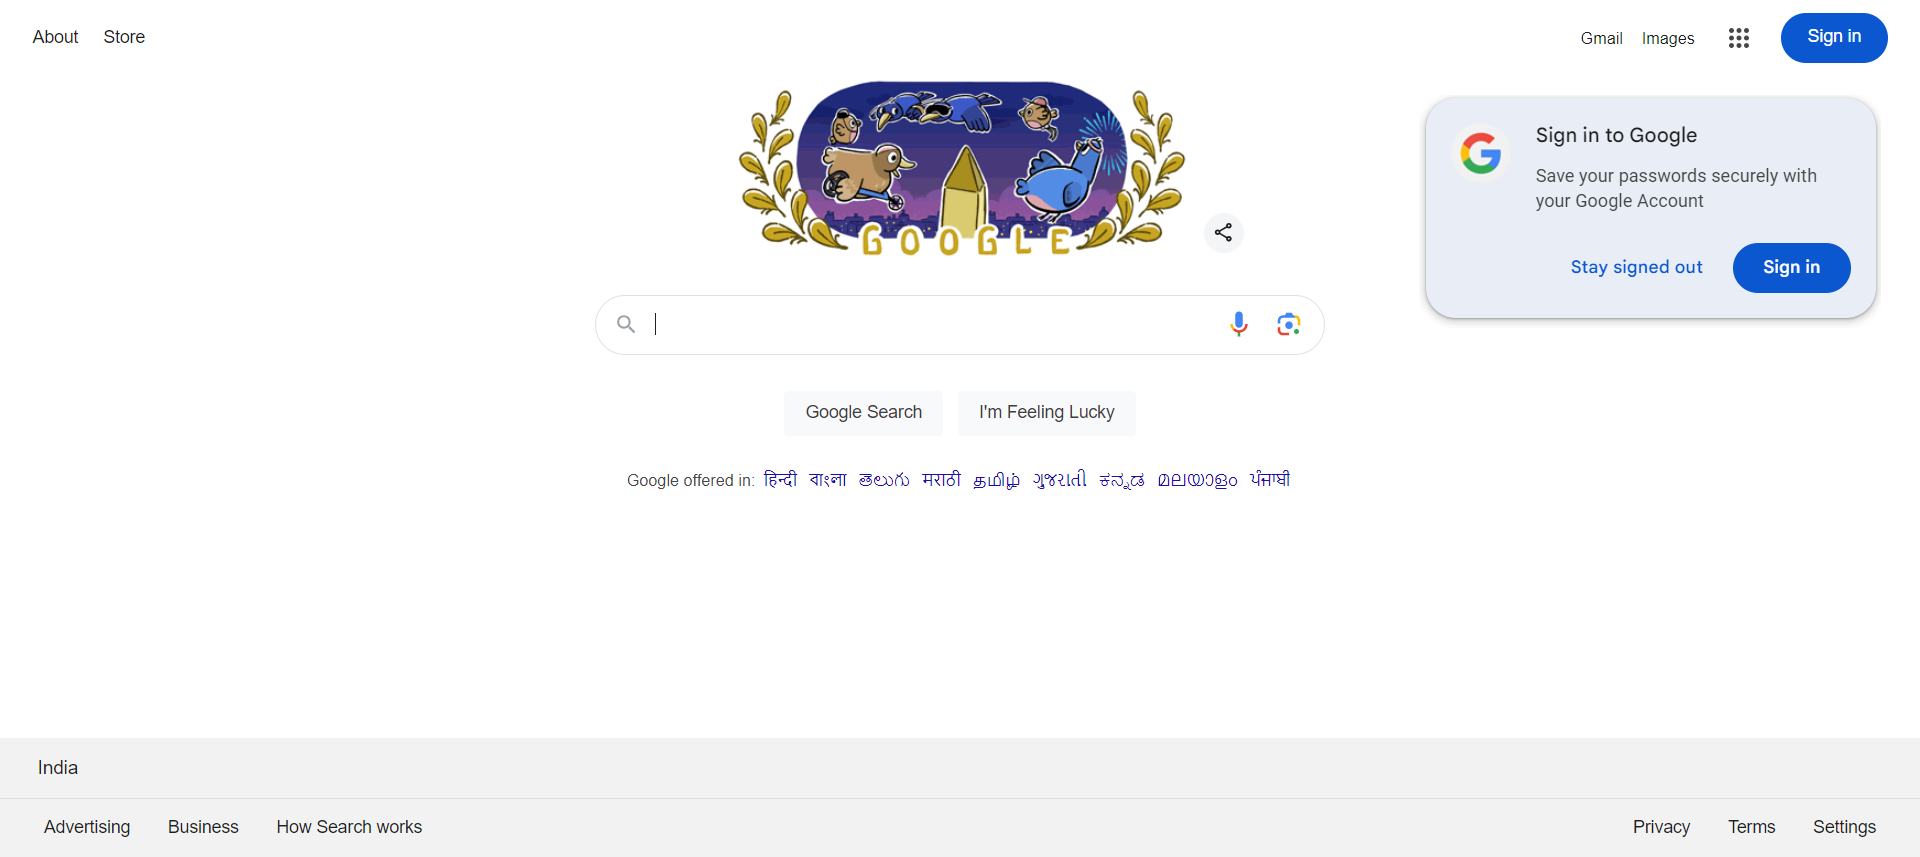 About Store
Gmail Images Sign in
GOOGLE
Sign in to Google
Save your passwords securely with
your Google Account
Stay signed out Sign in
Google Search I'm Feeling Lucky
Google offered in: हिन्दी বাংলা తెలుగు मराठी தமிழ் ગુજરાતી ಕನ್ನಡ മലയാളം ਪੰਜਾਬੀ
India
Advertising Business How Search works
Privacy Terms Settings